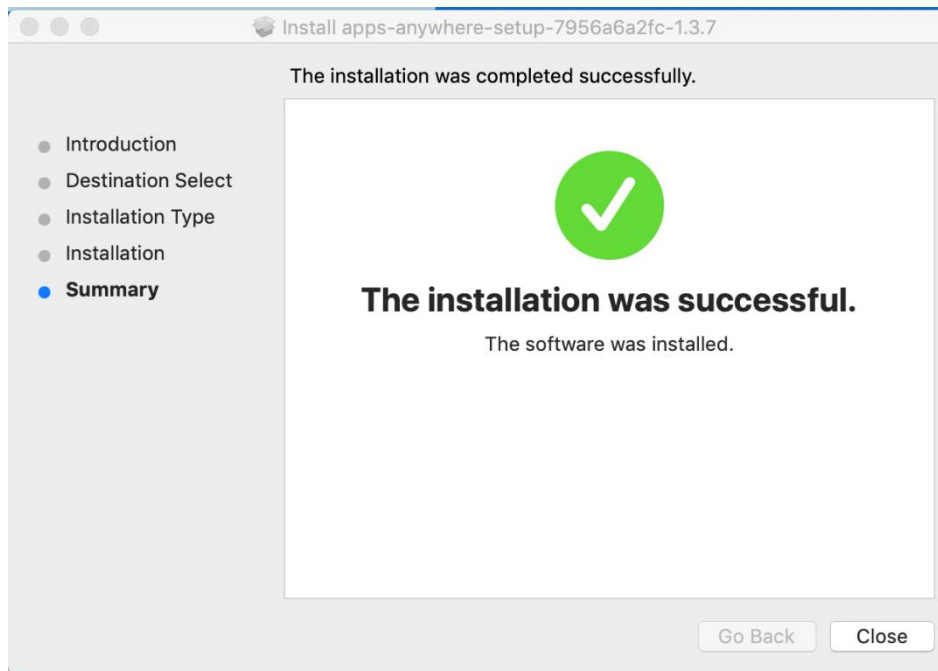 Install apps-anywhere-setup-7956a6a2fc-1.3.7
The installation was completed successfully.
Introduction
Destination Select
Installation Type
Installation
Summary
The installation was successful.
The software was installed.
Go Back
Close